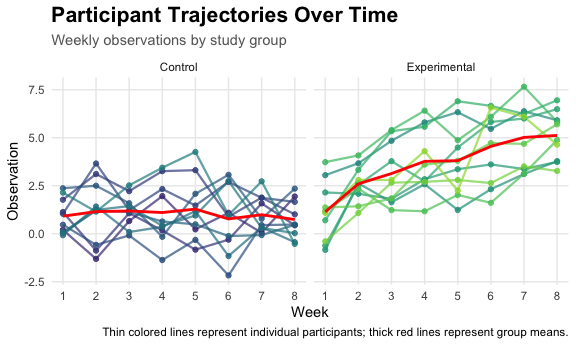 Participant Trajectories Over Time
Weekly observations by study group
Control
Experimental
Observation
7.5
5.0
2.5
0.0
-2.5
1 2 3 4 5 6 7 8
1 2 3 4 5 6 7 8
Week
Thin colored lines represent individual participants; thick red lines represent group means.